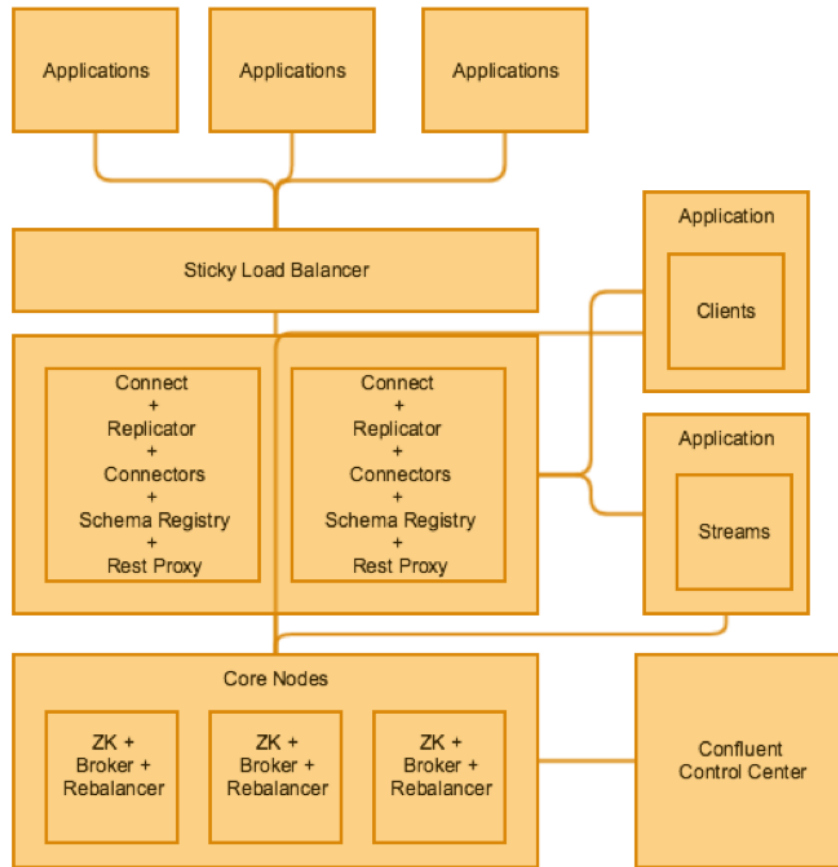 Applications
Applications
Applications
Sticky Load Balancer
Application
Clients
Connect
+
Replicator
+
Connectors
+
Schema Registry
+
Rest Proxy
Connect
+
Replicator
+
Connectors
+
Schema Registry
+
Rest Proxy
Application
Streams
Core Nodes
ZK +
Broker +
Rebalancer
ZK +
Broker +
Rebalancer
ZK +
Broker +
Rebalancer
Confluent
Control Center